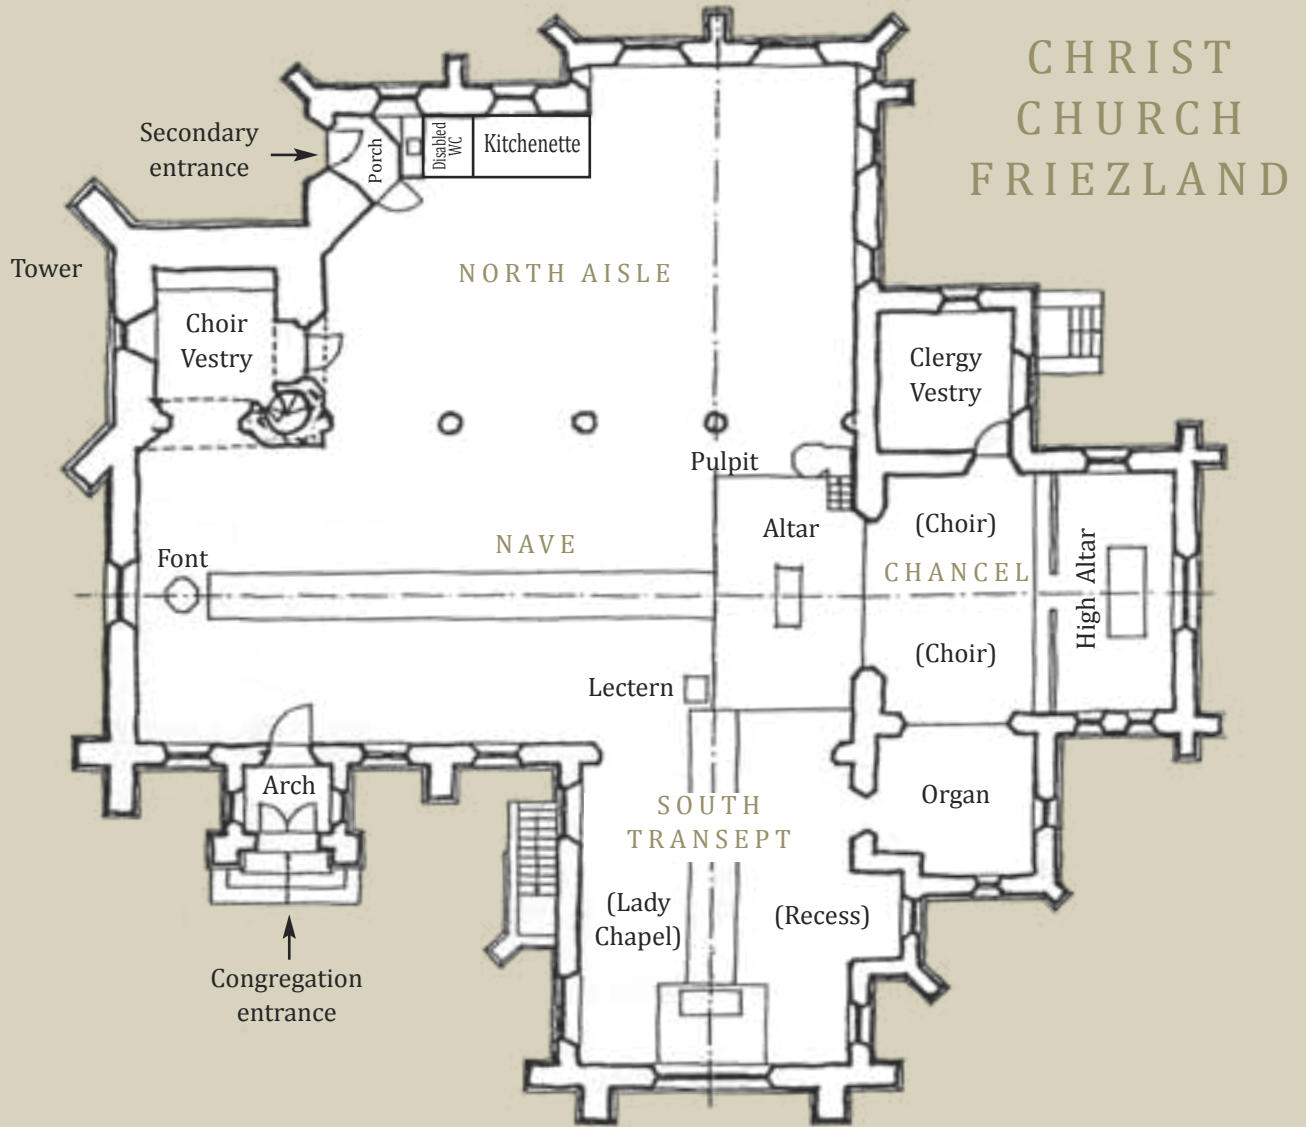 CHRIST
CHURCH
FRIEZLAND
Secondary
entrance
Porch
Disabled
WC
Kitchenette
Tower
NORTH AISLE
Choir
Vestry
Clergy
Vestry
Pulpit
Altar
(Choir)
NAVE
Font
CHANCEL
High Altar
(Choir)
Lectern
Arch
Organ
SOUTH
TRANSEPT
(Lady
Chapel)
(Recess)
Congregation
entrance